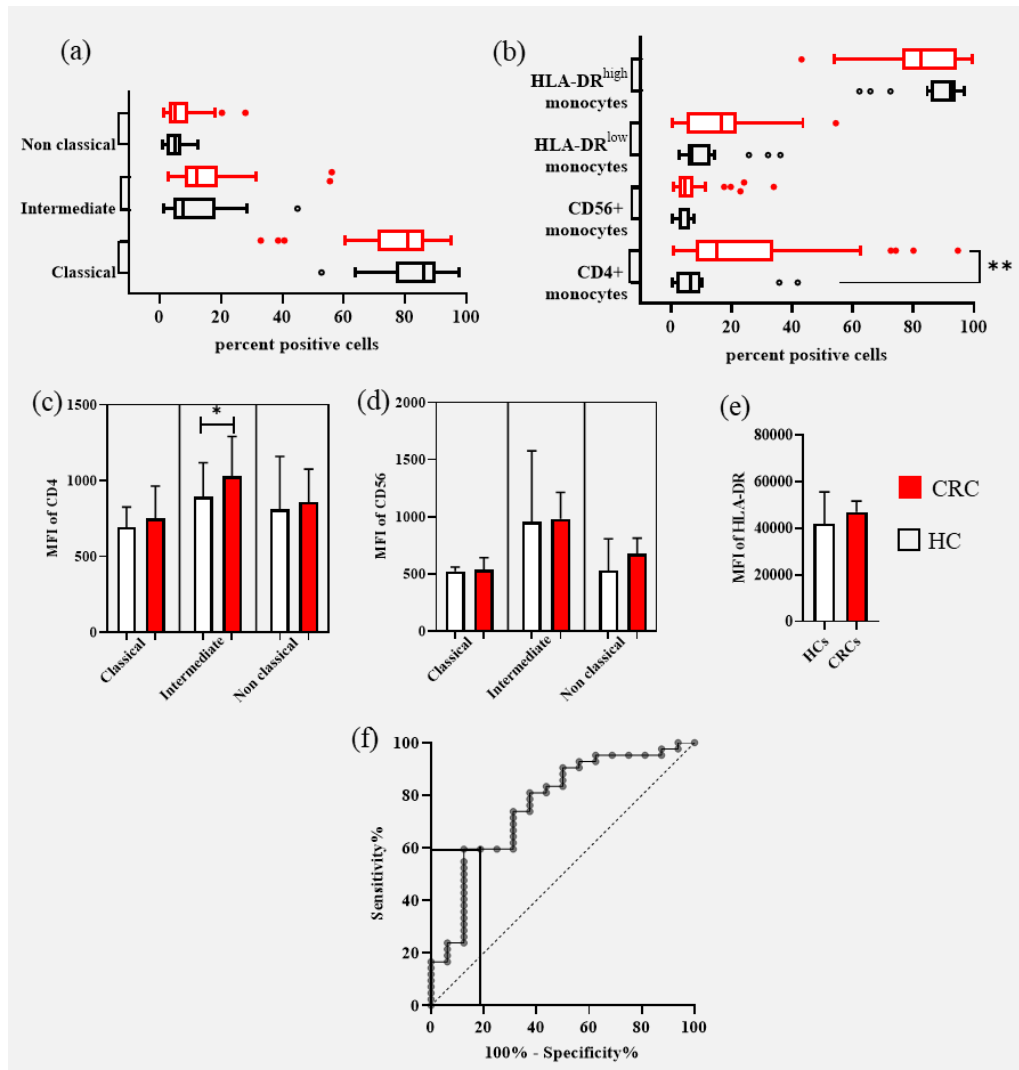 (a)
Non classical
Intermediate
Classical
0 20 40 60 80 100
percent positive cells
(b)
HLA-DRhigh
monocytes
HLA-DRlow
monocytes
CD56+
monocytes
CD4+
monocytes
**
0 20 40 60 80 100
percent positive cells
(c)
MFI of CD4
1500
1000
500
0
*
Classical
Intermediate
Non classical
(d)
MFI of CD56
2000
1500
1000
500
0
Classical
Intermediate
Non classical
(e)
MFI of HLA-DR
80000
60000
40000
20000
0
HCs
CRCs
CRC
HC
(f)
Sensitivity%
100
80
60
40
20
0
0 20 40 60 80 100
100% - Specificity%